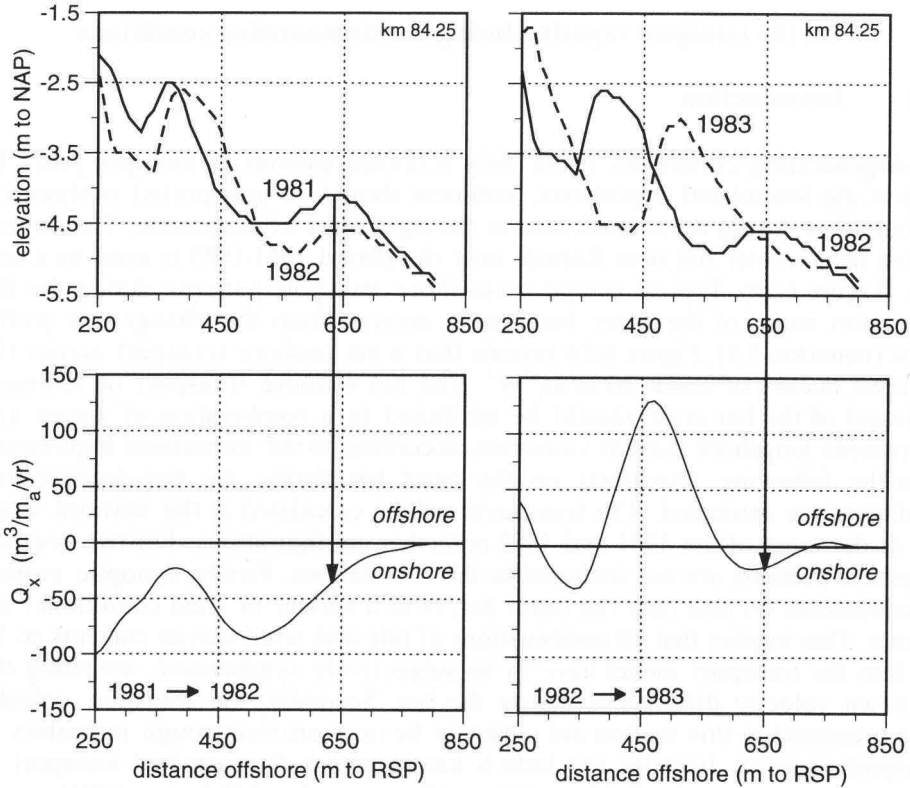 km 84.25
km 84.25
elevation (m to NAP)
-1.5
-2.5
-3.5
-4.5
-5.5
1981
1982
1983
1982
250
450
650
850
250
450
650
850
Qx (m³/mₐ/yr)
150
100
50
0
-50
-100
-150
offshore
onshore
offshore
onshore
1981 → 1982
1982 → 1983
250
450
650
850
250
450
650
850
distance offshore (m to RSP)
distance offshore (m to RSP)